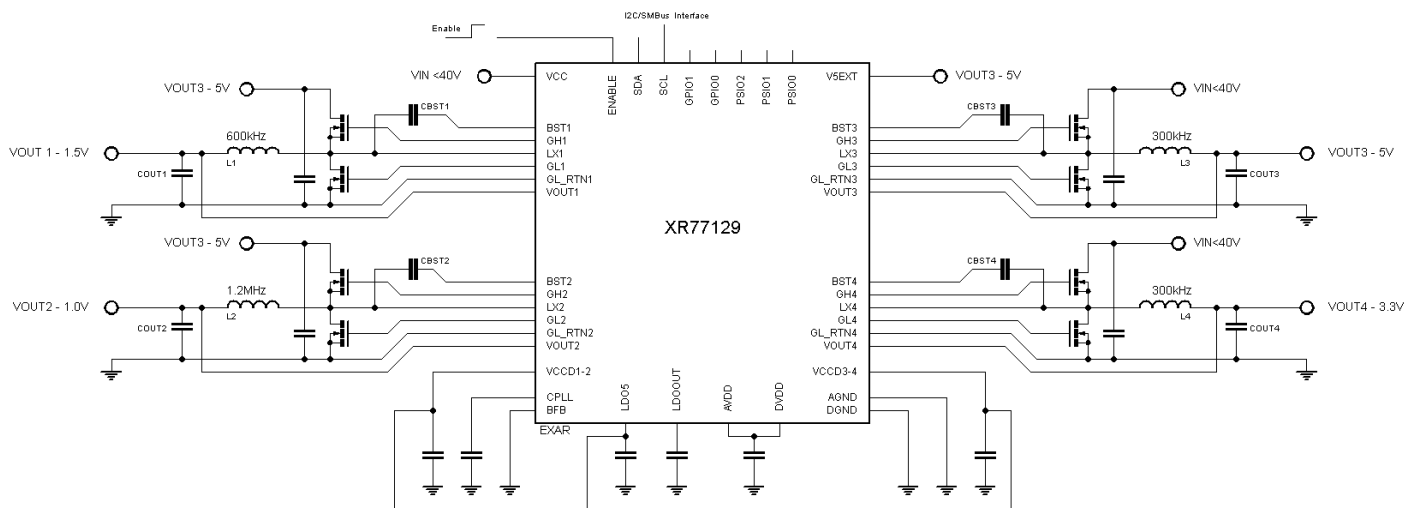 I2C/SMBus Interface
Enable
VIN <40V
VCC
ENABLE
SDA
SCL
GPIO1
GPIO0
PSIO2
PSIO1
PSIO0
V5EXT
VOUT3 - 5V
VOUT3 - 5V
CBST1
600kHz
L1
VOUT 1 - 1.5V
COUT1
BST1
GH1
LX1
GL1
GL_RTN1
VOUT1
BST3
GH3
LX3
GL3
GL_RTN3
VOUT3
CBST3
VIN<40V
300kHz
L3
VOUT3 - 5V
COUT3
XR77129
VOUT3 - 5V
CBST2
1.2MHz
L2
VOUT2 - 1.0V
COUT2
BST2
GH2
LX2
GL2
GL_RTN2
VOUT2
BST4
GH4
LX4
GL4
GL_RTN4
VOUT4
CBST4
VIN<40V
300kHz
L4
VOUT4 - 3.3V
COUT4
VCCD1-2
CPLL
BFB
LDO5
LDOOUT
AVDD
DVDD
VCCD3-4
AGND
DGND
EXAR